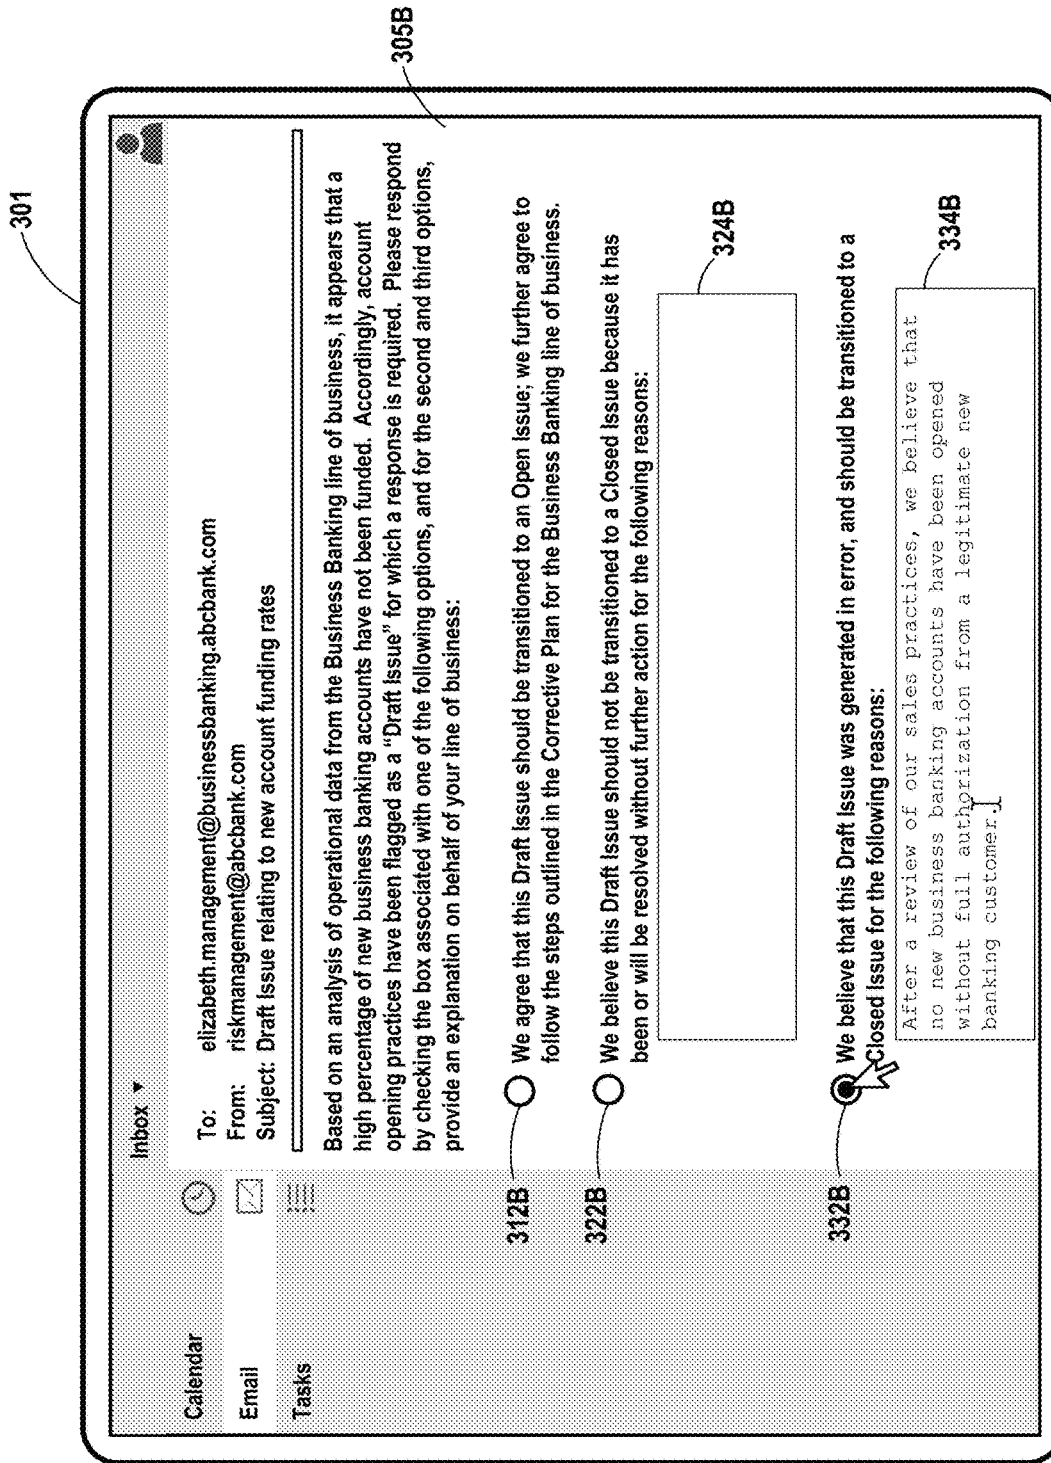 301
305B
Inbox ▼
Calendar
Email
Tasks
To: elizabeth.management@businessbanking.abcbank.com
From: riskmanagement@abcbank.com
Subject: Draft Issue relating to new account funding rates
Based on an analysis of operational data from the Business Banking line of business, it appears that a
high percentage of new business banking accounts have not been funded. Accordingly, account
opening practices have been flagged as a “Draft Issue” for which a response is required. Please respond
by checking the box associated with one of the following options, and for the second and third options,
provide an explanation on behalf of your line of business:
312B
We agree that this Draft Issue should be transitioned to an Open Issue; we further agree to
follow the steps outlined in the Corrective Plan for the Business Banking line of business.
322B
We believe this Draft Issue should not be transitioned to a Closed Issue because it has
been or will be resolved without further action for the following reasons:
324B
332B
We believe that this Draft Issue was generated in error, and should be transitioned to a
Closed Issue for the following reasons:
334B
After a review of our sales practices, we believe that
no new business banking accounts have been opened
without full authorization from a legitimate new
banking customer.